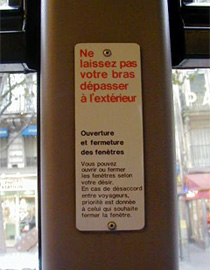 Ne
laissez pas
votre bras
dépasser
à l'extérieur
Ouverture
et fermeture
des fenêtres
Vous pouvez
ouvrir ou fermer
les fenêtres selon
votre désir.
En cas de désaccord
entre voyageurs,
priorité est donnée
à celui qui souhaite
fermer la fenêtre.